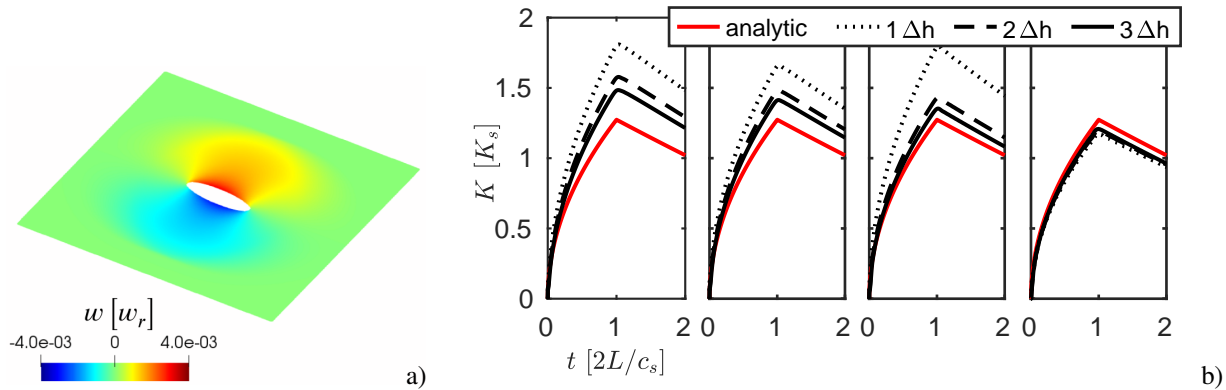 w [w_r]
-4.0e-03 0 4.0e-03
a)
analytic 1 Δh 2 Δh 3 Δh
K [K_s]
2
1.5
1
0.5
0
0 1 2 0 1 2 0 1 2 0 1 2
t [2L/c_s]
b)